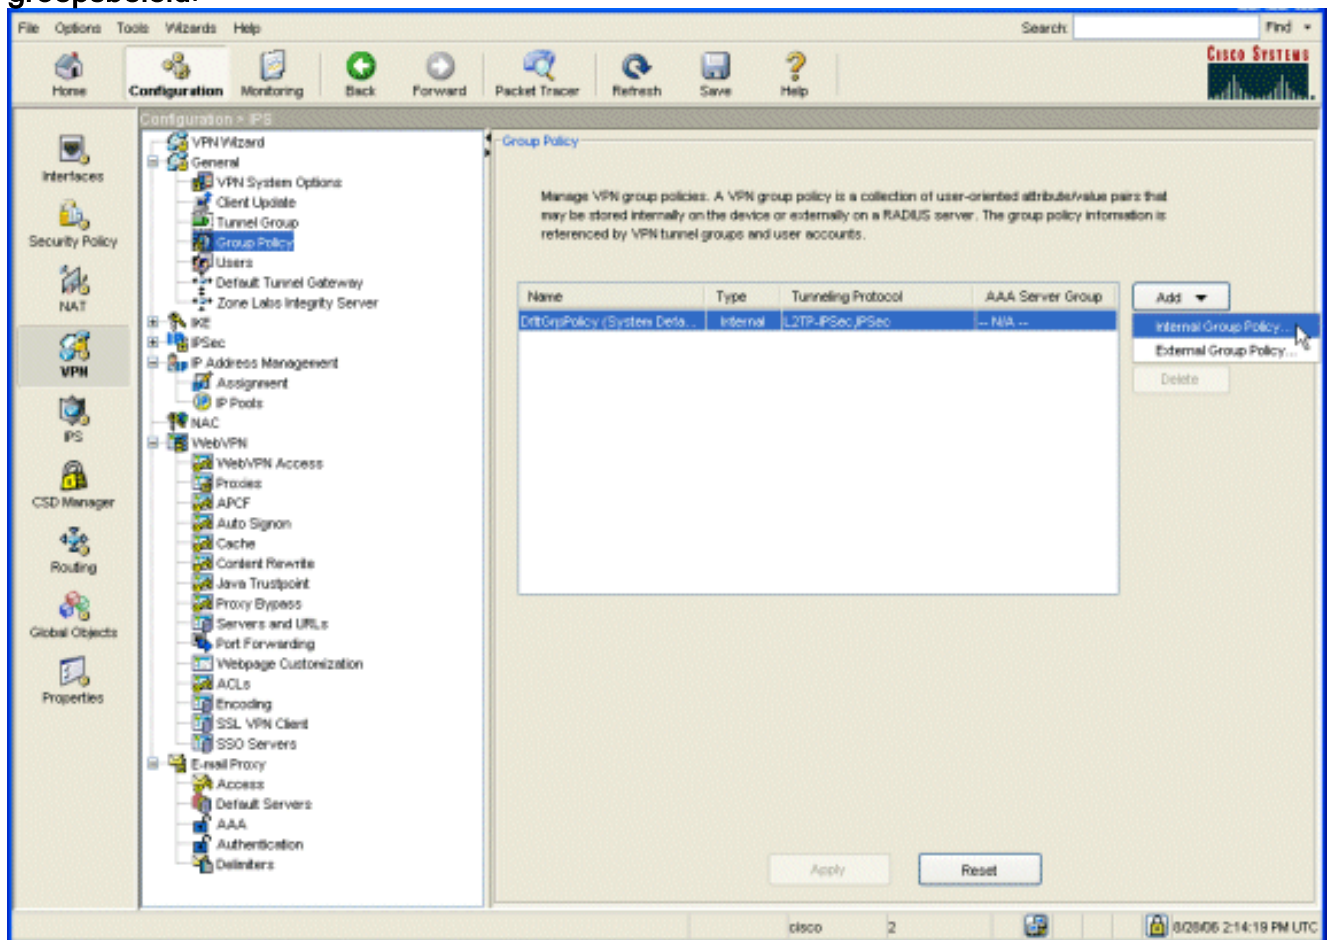 groepsbeleid.
File Options Tools Wizards Help Search: Find
Home Configuration Monitoring Back Forward Packet Tracer Refresh Save Help
CISCO SYSTEMS
Configuration > IPS
Interfaces
Security Policy
NAT
VPN
IPS
CSD Manager
Routing
Global Objects
Properties
VPN Wizard
General
VPN System Options
Client Update
Tunnel Group
Group Policy
Users
Default Tunnel Gateway
Zone Labs Integrity Server
IKE
IPSec
IP Address Management
Assignment
IP Pools
NAC
WebVPN
WebVPN Access
Proxies
APCF
Auto Signon
Cache
Content Rewrite
Java Trustpoint
Proxy Bypass
Servers and URLs
Port Forwarding
Webpage Customization
ACLs
Encoding
SSL VPN Client
SSO Servers
E-mail Proxy
Access
Default Servers
AAA
Authentication
Delimiters
Group Policy
Manage VPN group policies. A VPN group policy is a collection of user-oriented attribute/value pairs that
may be stored internally on the device or externally on a RADIUS server. The group policy information is
referenced by VPN tunnel groups and user accounts.
Name Type Tunneling Protocol AAA Server Group
DfltGrpPolicy (System Defa... Internal L2TP-IPSec,IPSec -- N/A --
Add
Internal Group Policy...
External Group Policy...
Delete
Apply Reset
cisco 2 8/28/06 2:14:19 PM UTC